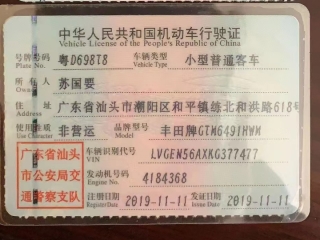 中华人民共和国机动车行驶证
Vehicle License of the People's Republic of China
号牌号码 粤D698T8 车辆类型 小型普通客车
Plate No. Vehicle Type
所有人 苏国要
Owner
住址 广东省汕头市潮阳区和平镇练北和洪路618号
Address
使用性质 非营运 品牌型号 丰田牌GTM6491HWM
Use Character Model
广东省汕头
市公安局交
通警察支队
车辆识别代号 LVGEN56AXKG377477
VIN
发动机号码 4184368
Engine No.
注册日期 2019-11-11 发证日期 2019-11-11
Register Date Issue Date